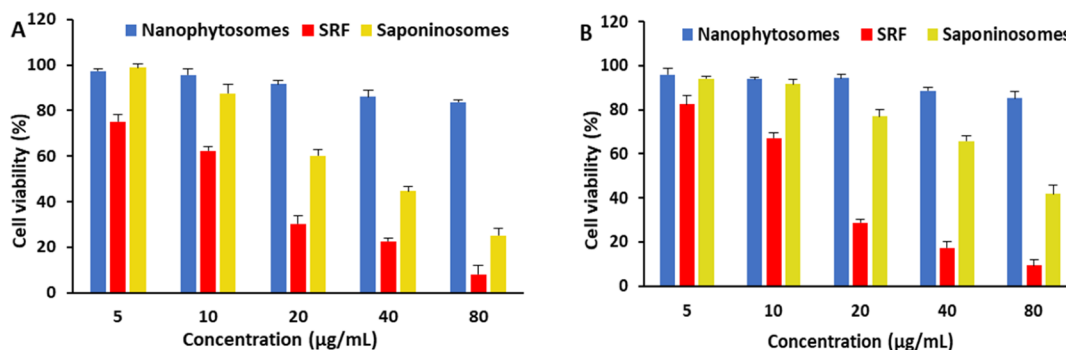 A
Nanophytosomes SRF Saponinosomes
Cell viability (%)
120
100
80
60
40
20
0
5 10 20 40 80
Concentration (µg/mL)
B
Nanophytosomes SRF Saponinosomes
Cell viability (%)
120
100
80
60
40
20
0
5 10 20 40 80
Concentration (µg/mL)